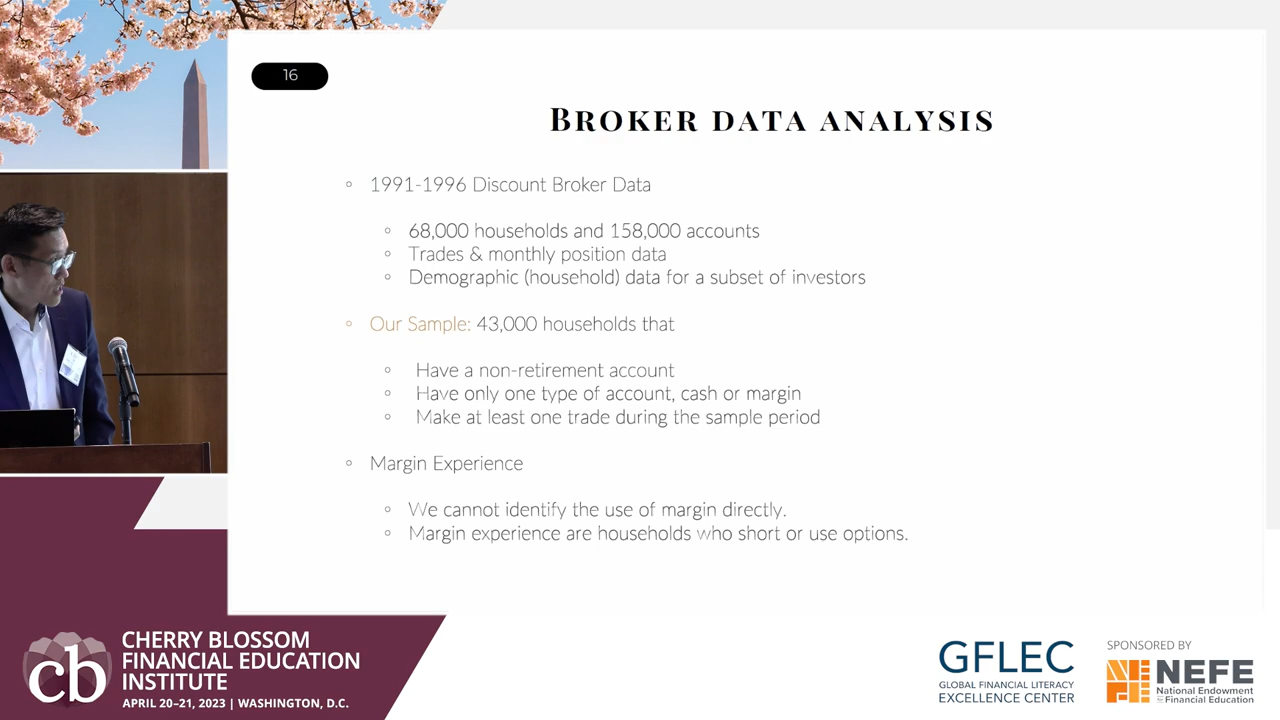 16
BROKER DATA ANALYSIS
◦ 1991-1996 Discount Broker Data
◦ 68,000 households and 158,000 accounts
◦ Trades & monthly position data
◦ Demographic (household) data for a subset of investors
◦ Our Sample: 43,000 households that
◦ Have a non-retirement account
◦ Have only one type of account, cash or margin
◦ Make at least one trade during the sample period
◦ Margin Experience
◦ We cannot identify the use of margin directly.
◦ Margin experience are households who short or use options.
cb
CHERRY BLOSSOM
FINANCIAL EDUCATION
INSTITUTE
APRIL 20–21, 2023 | WASHINGTON, D.C.
GFLEC
GLOBAL FINANCIAL LITERACY
EXCELLENCE CENTER
SPONSORED BY
NEFE
National Endowment
for Financial Education